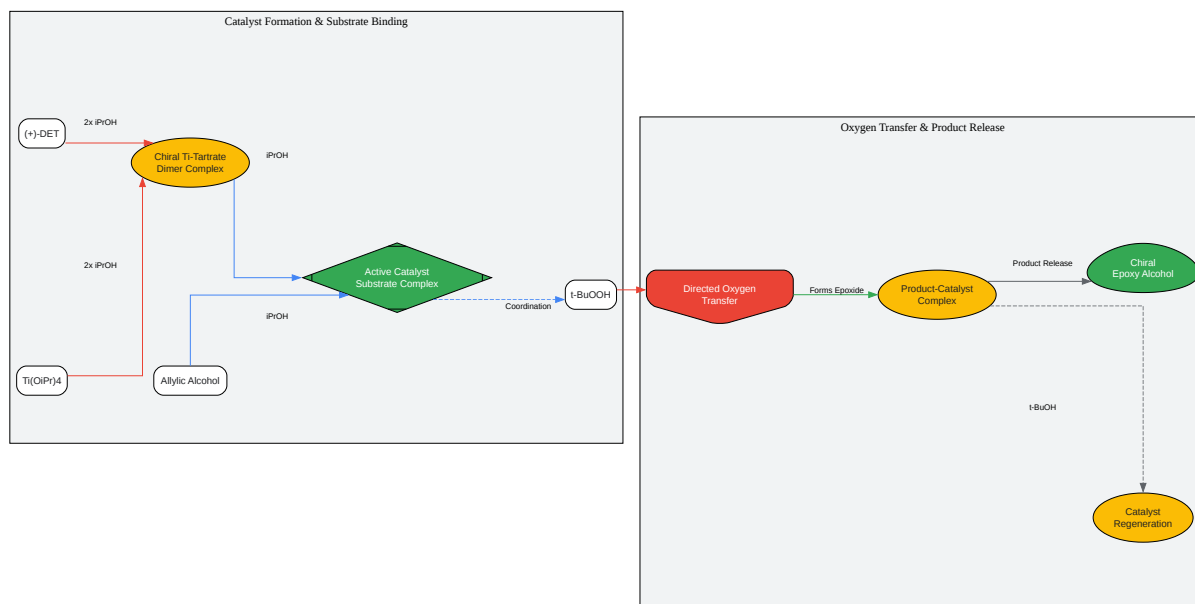 Catalyst Formation & Substrate Binding
(+)-DET
2x iPrOH
Chiral Ti-Tartrate
Dimer Complex
iPrOH
2x iPrOH
Active Catalyst
Substrate Complex
iPrOH
Coordination
t-BuOOH
Ti(OiPr)4
Allylic Alcohol
Oxygen Transfer & Product Release
Directed Oxygen
Transfer
Forms Epoxide
Product-Catalyst
Complex
Product Release
Chiral
Epoxy Alcohol
t-BuOH
Catalyst
Regeneration